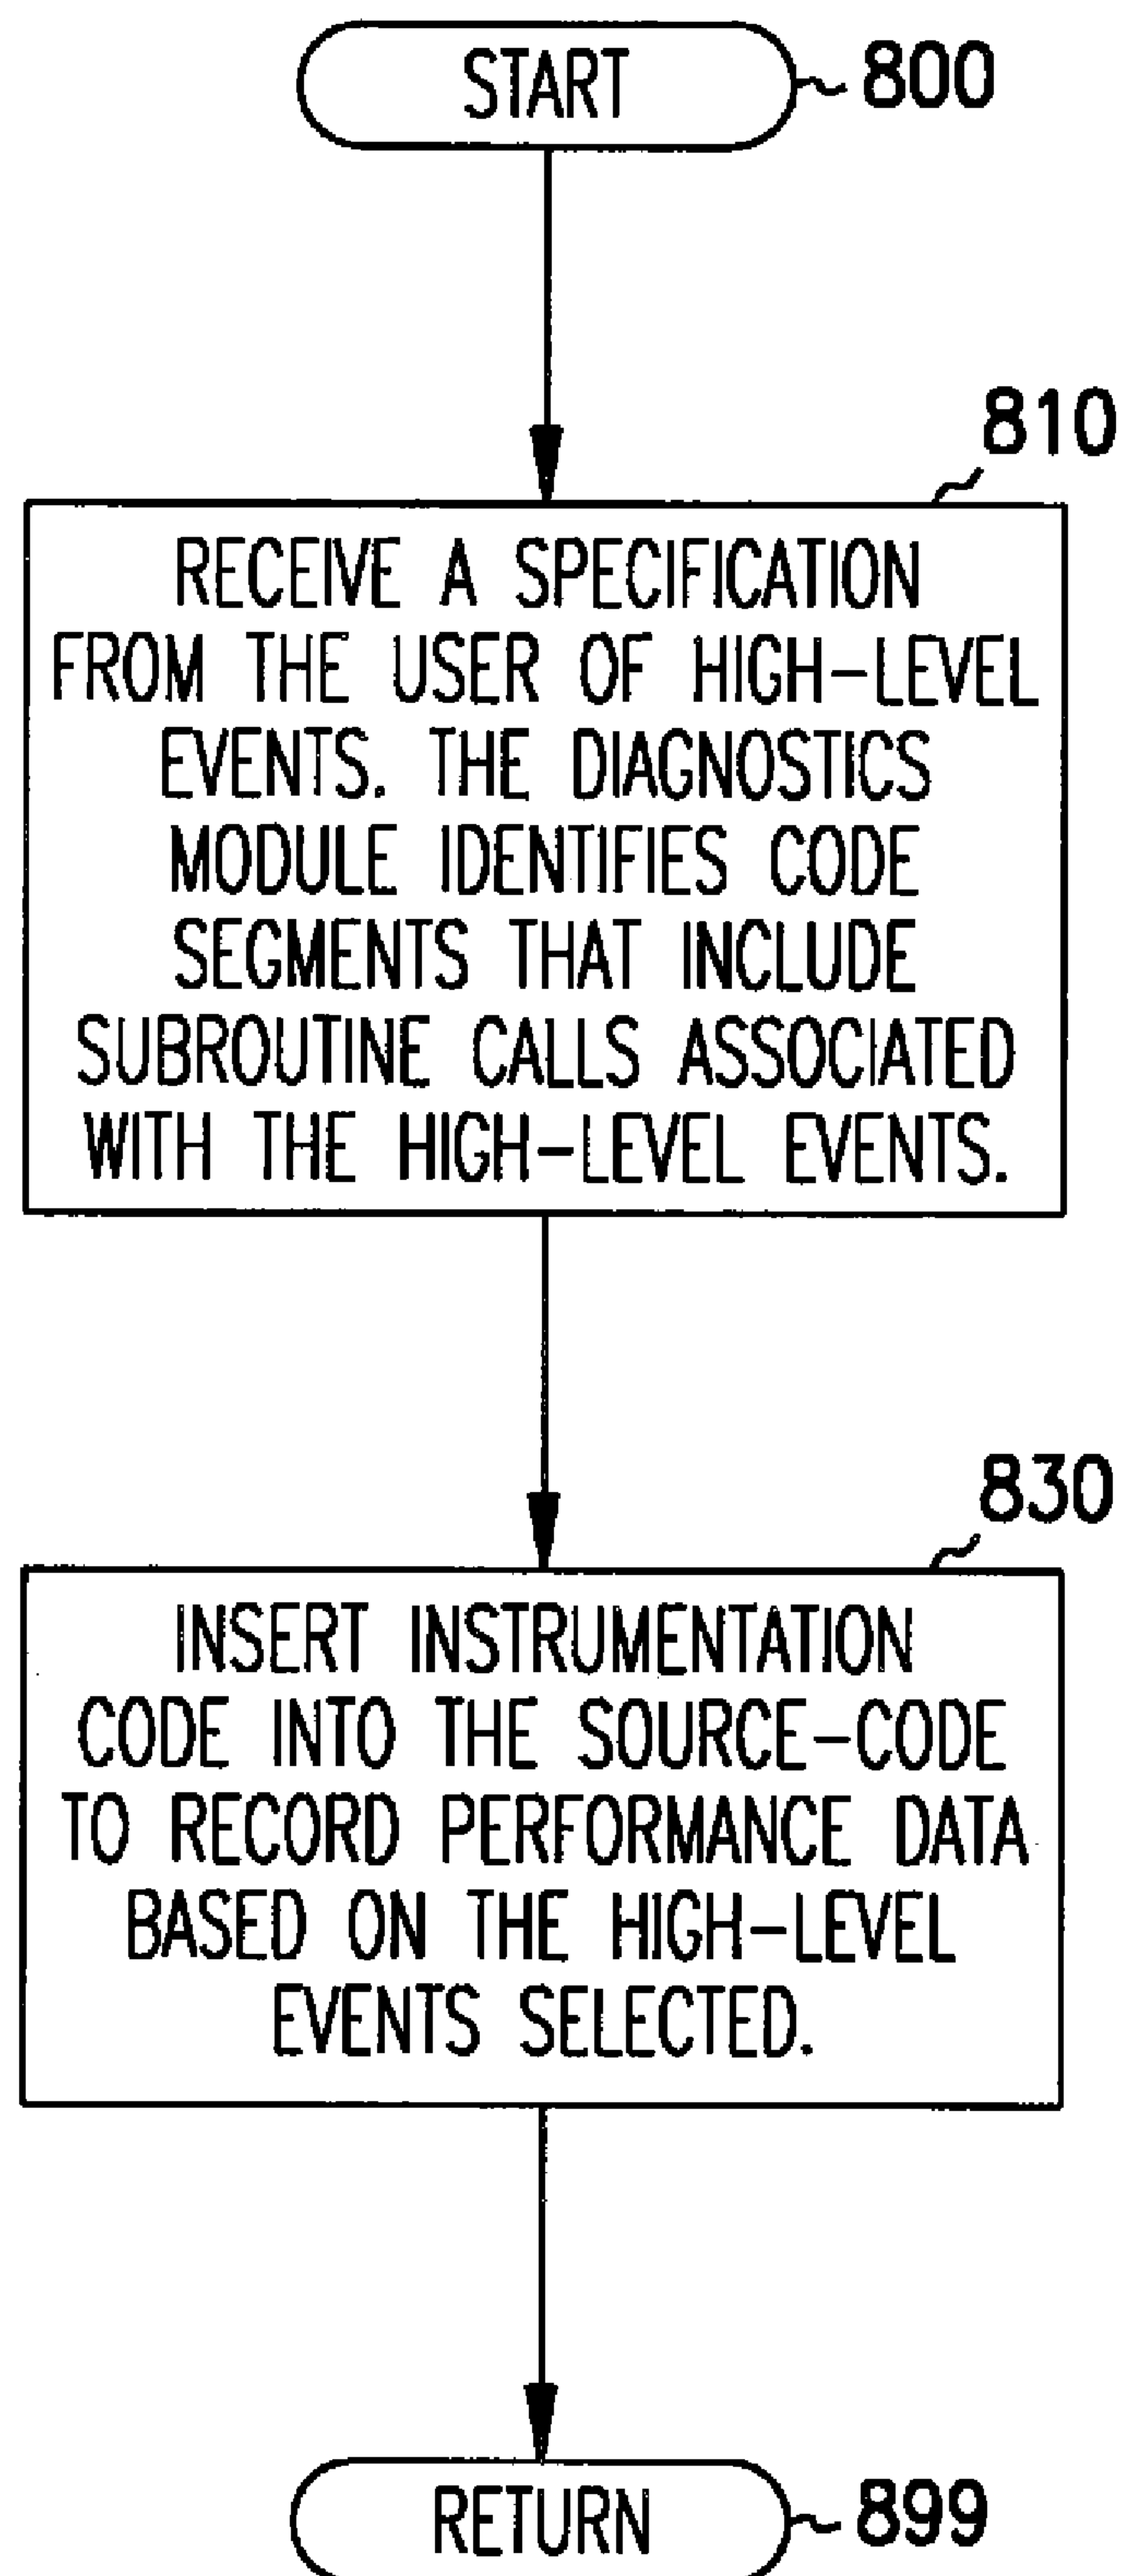 START
800
810
RECEIVE A SPECIFICATION
FROM THE USER OF HIGH-LEVEL
EVENTS. THE DIAGNOSTICS
MODULE IDENTIFIES CODE
SEGMENTS THAT INCLUDE
SUBROUTINE CALLS ASSOCIATED
WITH THE HIGH-LEVEL EVENTS.
830
INSERT INSTRUMENTATION
CODE INTO THE SOURCE-CODE
TO RECORD PERFORMANCE DATA
BASED ON THE HIGH-LEVEL
EVENTS SELECTED.
RETURN
899